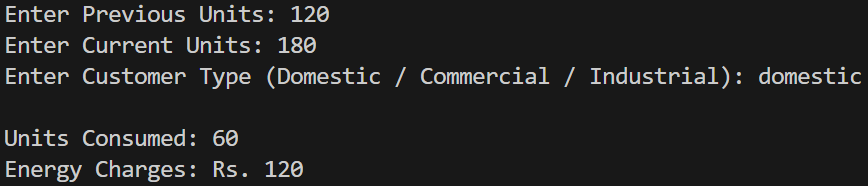 Enter Previous Units: 120
Enter Current Units: 180
Enter Customer Type (Domestic / Commercial / Industrial): domestic
Units Consumed: 60
Energy Charges: Rs. 120